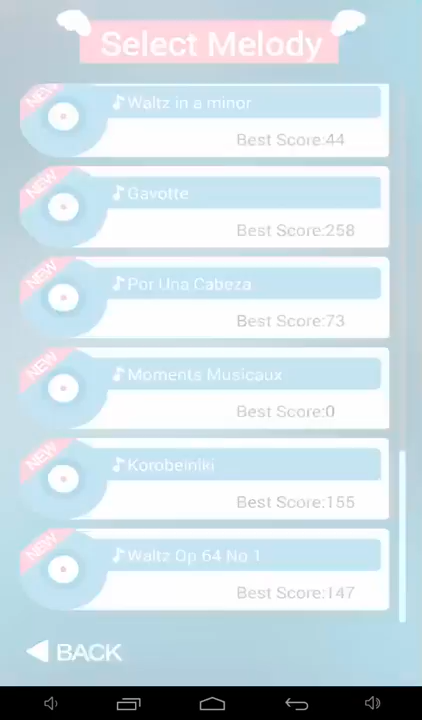 Select Melody
NEW
Waltz in a minor
Best Score:44
NEW
Gavotte
Best Score:258
NEW
Por Una Cabeza
Best Score:73
NEW
Moments Musicaux
Best Score:0
NEW
Korobeiniki
Best Score:155
NEW
Waltz Op 64 No 1
Best Score:147
BACK